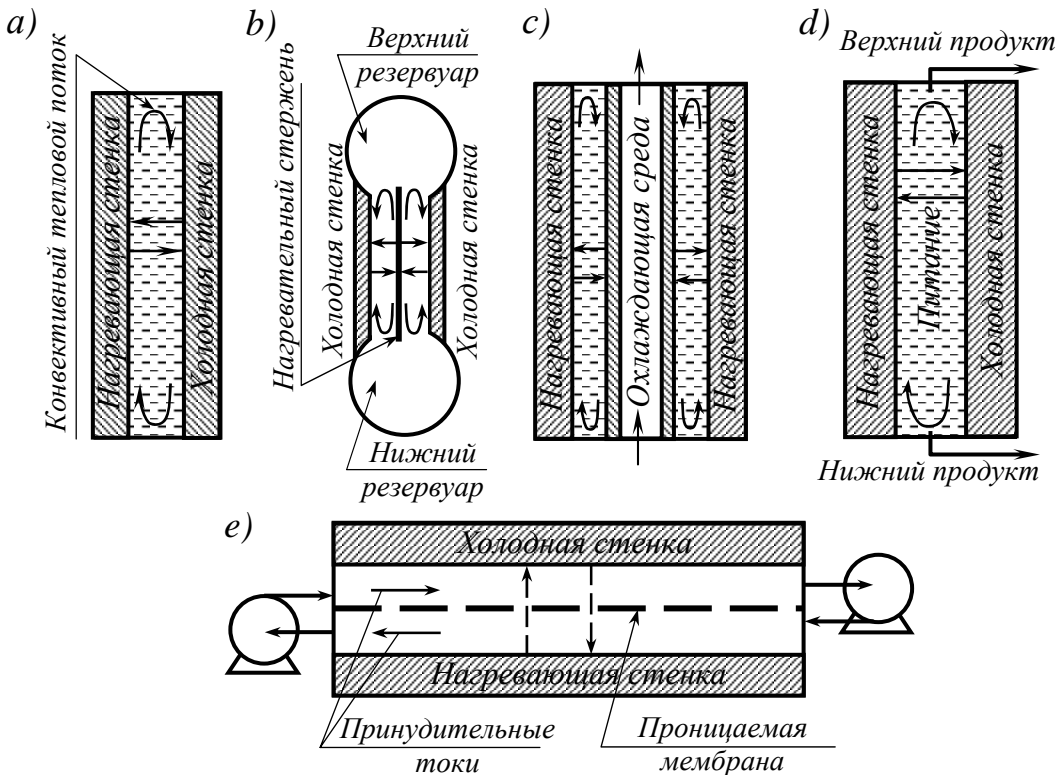 a)
Конвективный тепловой поток
Нагревающая стенка
Холодная стенка
b)
Верхний
резервуар
Нагревательный стержень
Холодная стенка
Холодная стенка
Нижний
резервуар
c)
Нагревающая стенка
Охлаждающая среда
Нагревающая стенка
d)
Верхний продукт
Нагревающая стенка
Питание
Холодная стенка
Нижний продукт
e)
Холодная стенка
Нагревающая стенка
Принудительные
токи
Проницаемая
мембрана